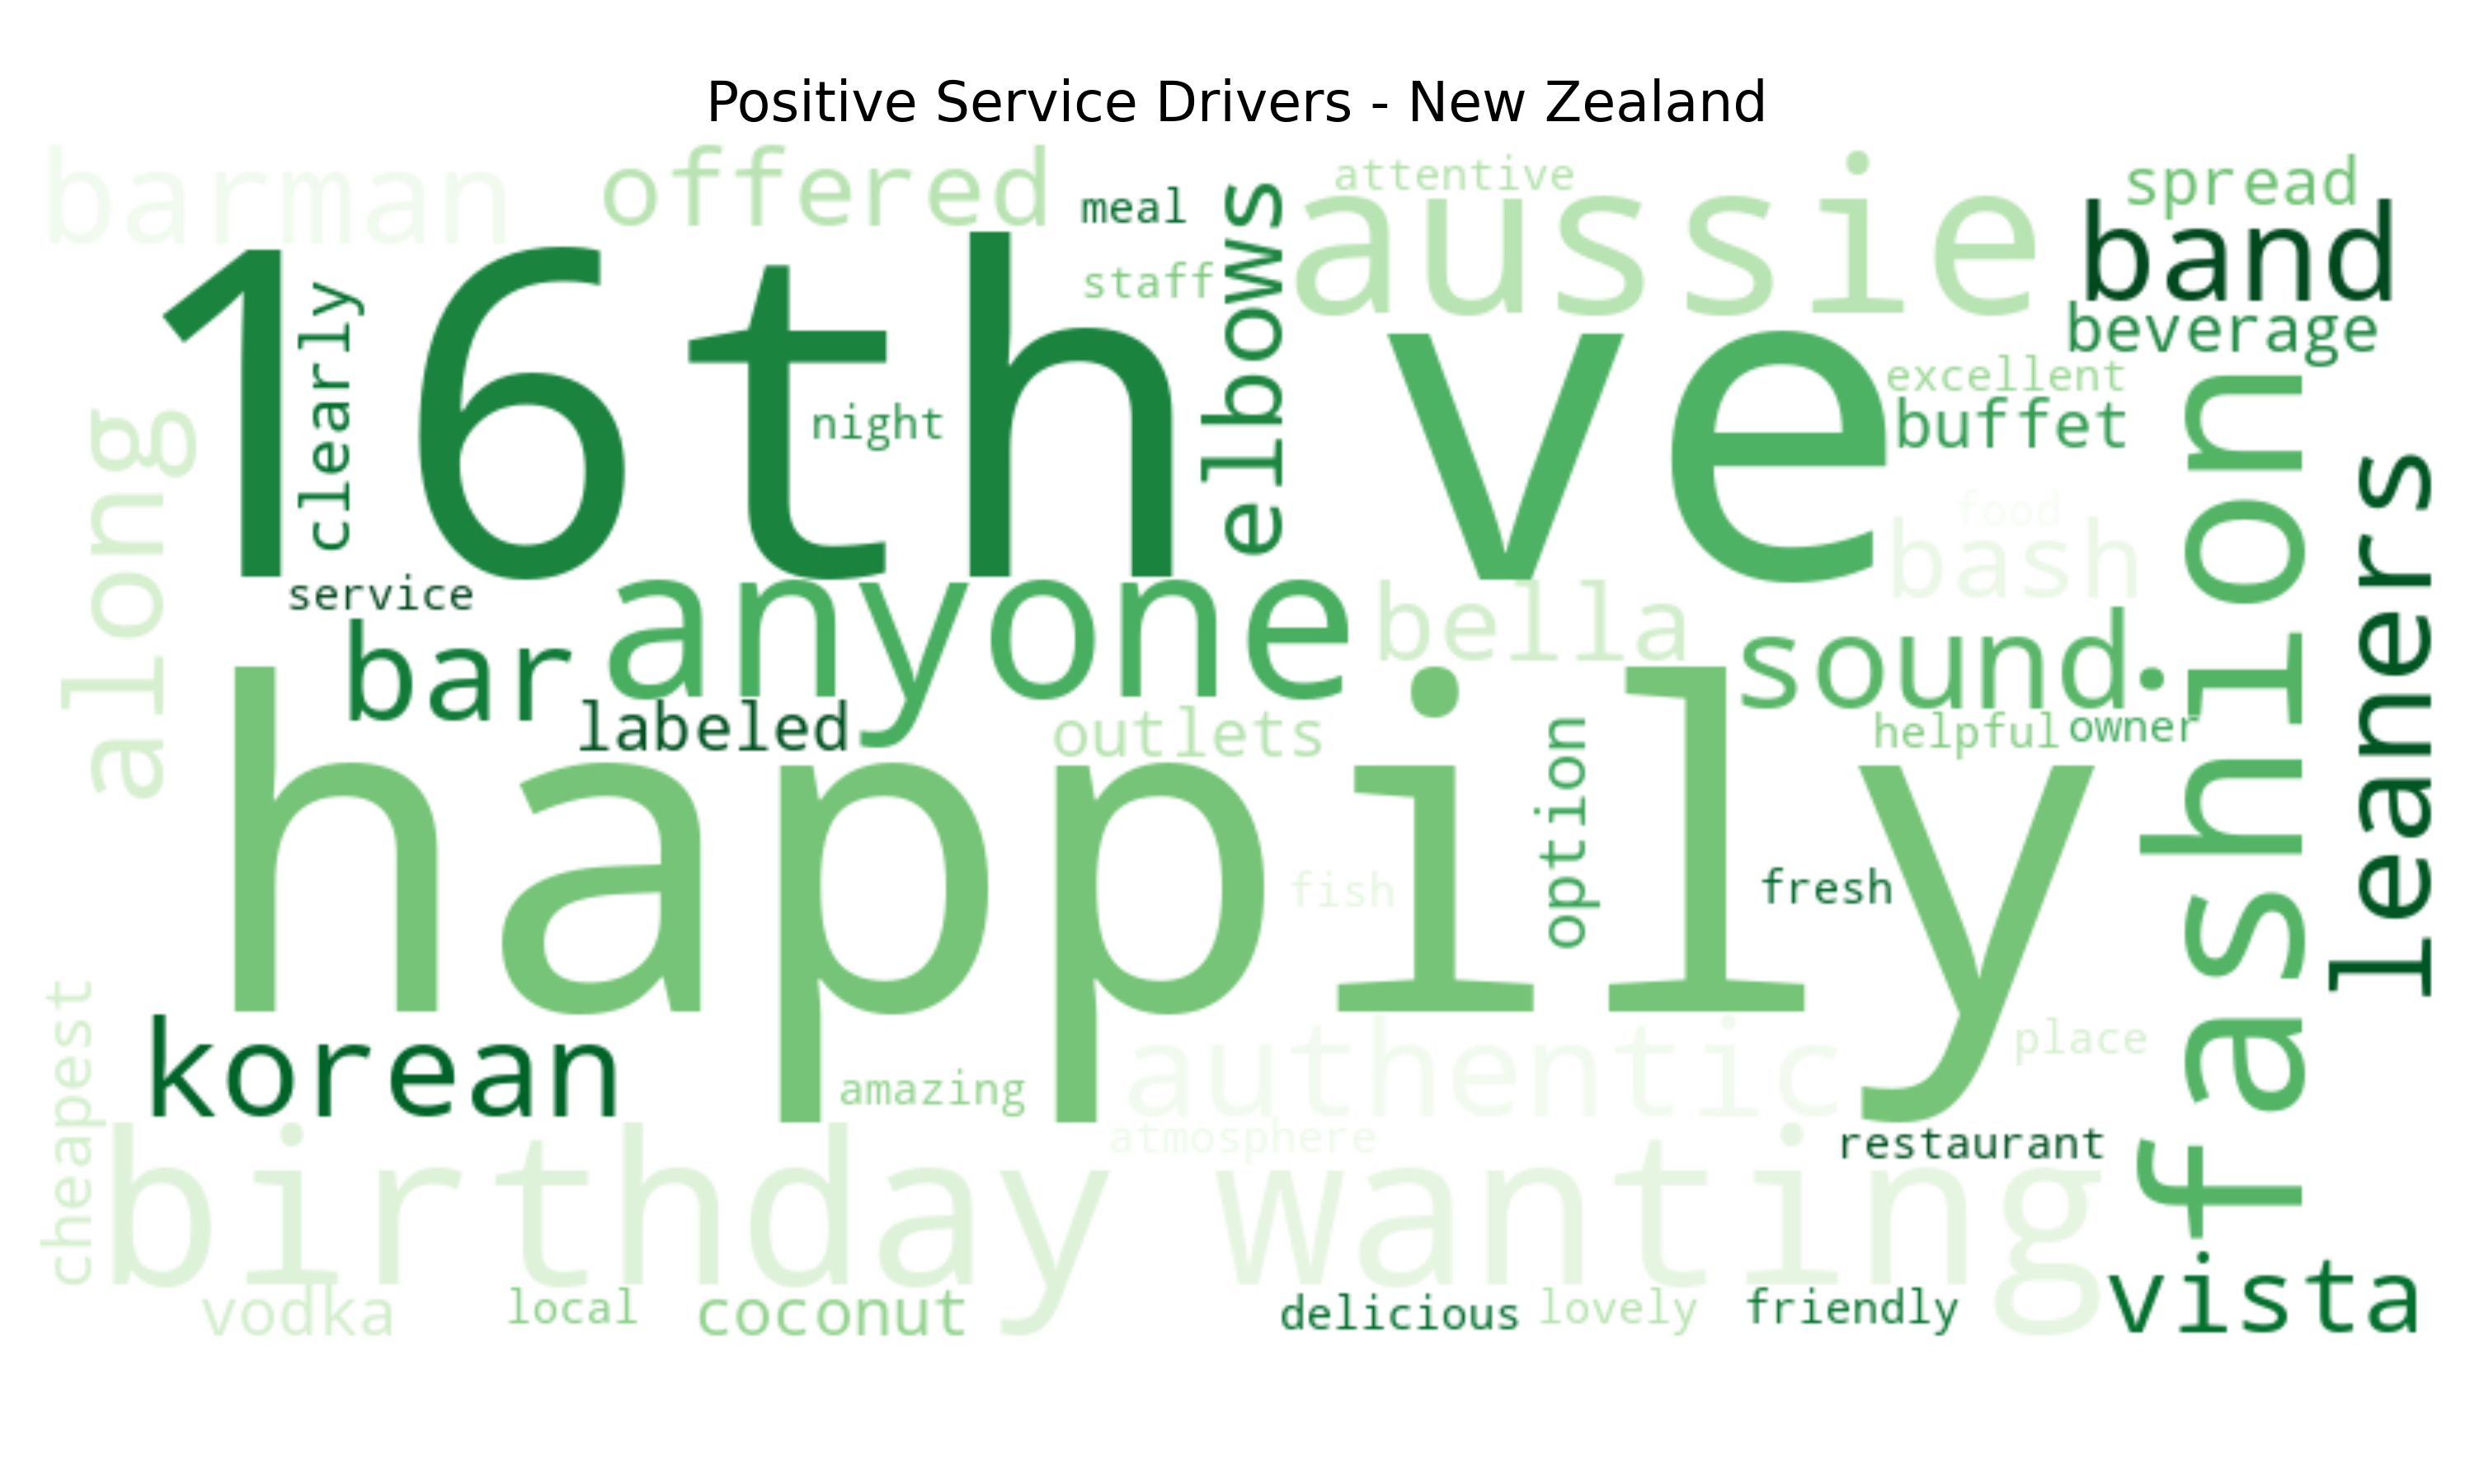 Positive Service Drivers - New Zealand
barman
offered
meal
attentive
aussie
spread
band
staff
elbows
16th
ve
beverage
clearly
night
excellent
buffet
along
food
bash
fashion
leaners
service
anyone
bella
bar
sound
labeled
outlets
helpful
owner
happily
option
fish
fresh
cheapest
korean
amazing
authentic
place
atmosphere
restaurant
birthday
wanting
vista
vodka
local
coconut
delicious
lovely
friendly